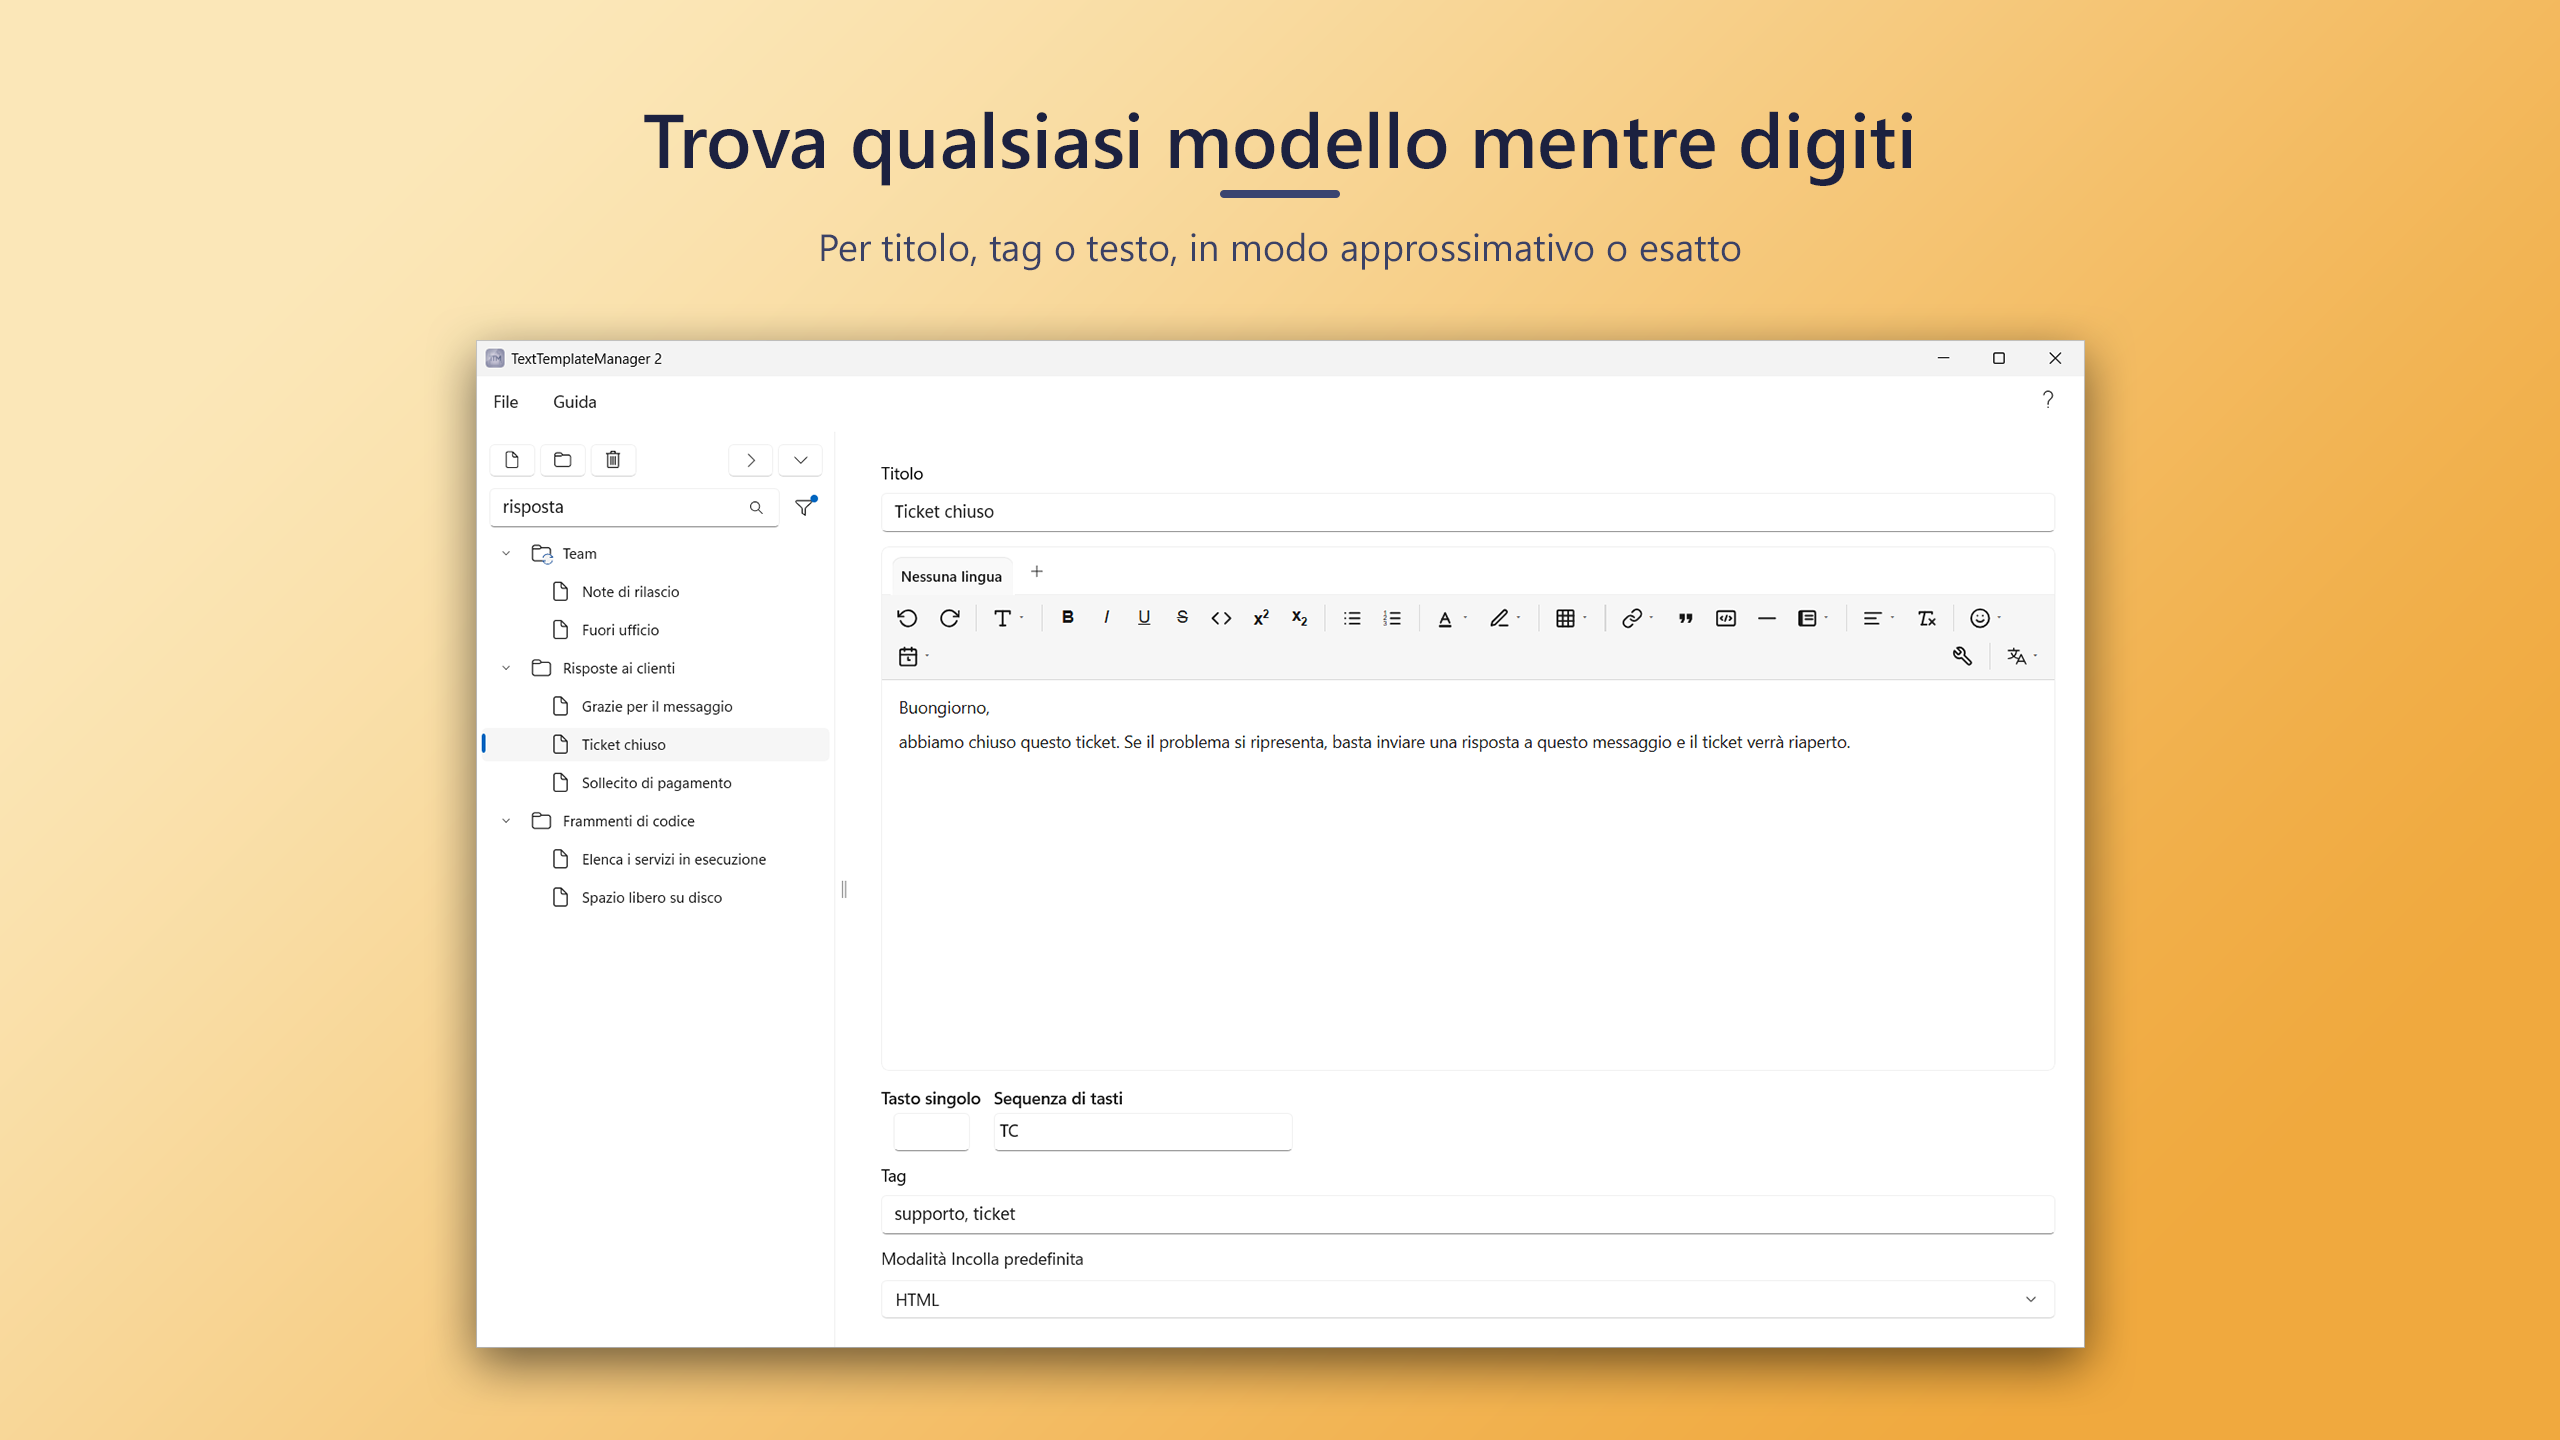 Trova qualsiasi modello mentre digiti
Per titolo, tag o testo, in modo approssimativo o esatto
TextTemplateManager 2
File Guida
risposta
Team
Note di rilascio
Fuori ufficio
Risposte ai clienti
Grazie per il messaggio
Ticket chiuso
Sollecito di pagamento
Frammenti di codice
Elenca i servizi in esecuzione
Spazio libero su disco
Titolo
Ticket chiuso
Nessuna lingua
Buongiorno,
abbiamo chiuso questo ticket. Se il problema si ripresenta, basta inviare una risposta a questo messaggio e il ticket verrà riaperto.
Tasto singolo Sequenza di tasti
TC
Tag
supporto, ticket
Modalità Incolla predefinita
HTML